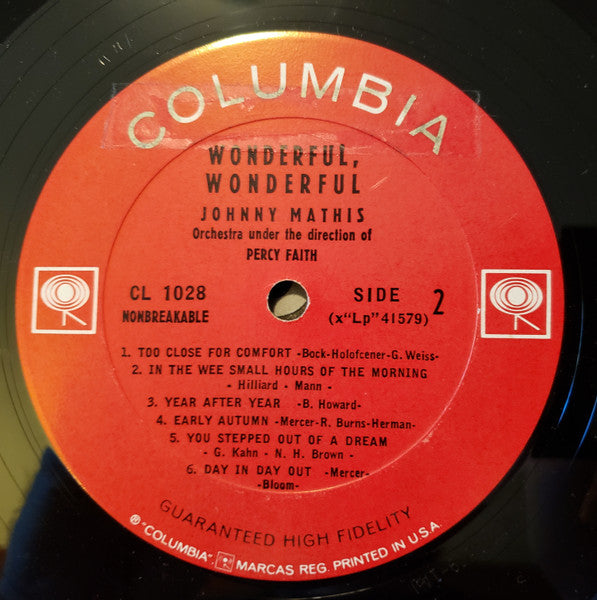 COLUMBIA
WONDERFUL,
WONDERFUL
JOHNNY MATHIS
Orchestra under the direction of
PERCY FAITH
CL 1028
NONBREAKABLE
SIDE 2
(x"Lp"41579)
1. TOO CLOSE FOR COMFORT -Bock-Holofcener-G. Weiss-
2. IN THE WEE SMALL HOURS OF THE MORNING
- Hilliard - Mann -
3. YEAR AFTER YEAR -B. Howard-
4. EARLY AUTUMN -Mercer-R. Burns-Herman-
5. YOU STEPPED OUT OF A DREAM
- G. Kahn - N. H. Brown -
6. DAY IN DAY OUT -Mercer-
-Bloom-
GUARANTEED HIGH FIDELITY
® "COLUMBIA". MARCAS REG. PRINTED IN U.S.A.